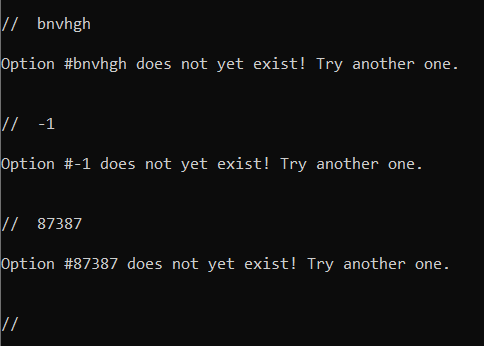 //  bnvhgh
Option #bnvhgh does not yet exist! Try another one.
//  -1
Option #-1 does not yet exist! Try another one.
//  87387
Option #87387 does not yet exist! Try another one.
//